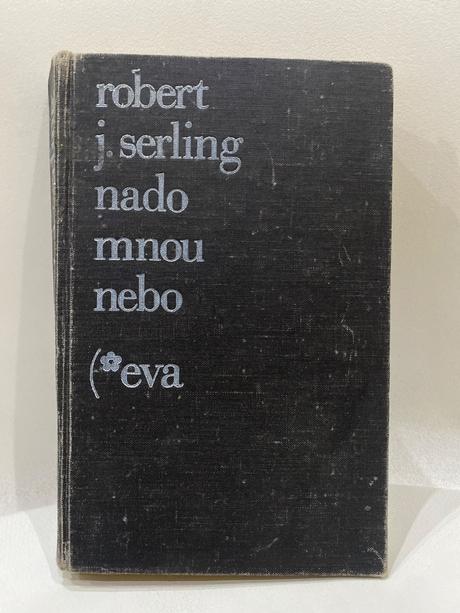 robert
j. serling
nado
mnou
nebo
(*eva